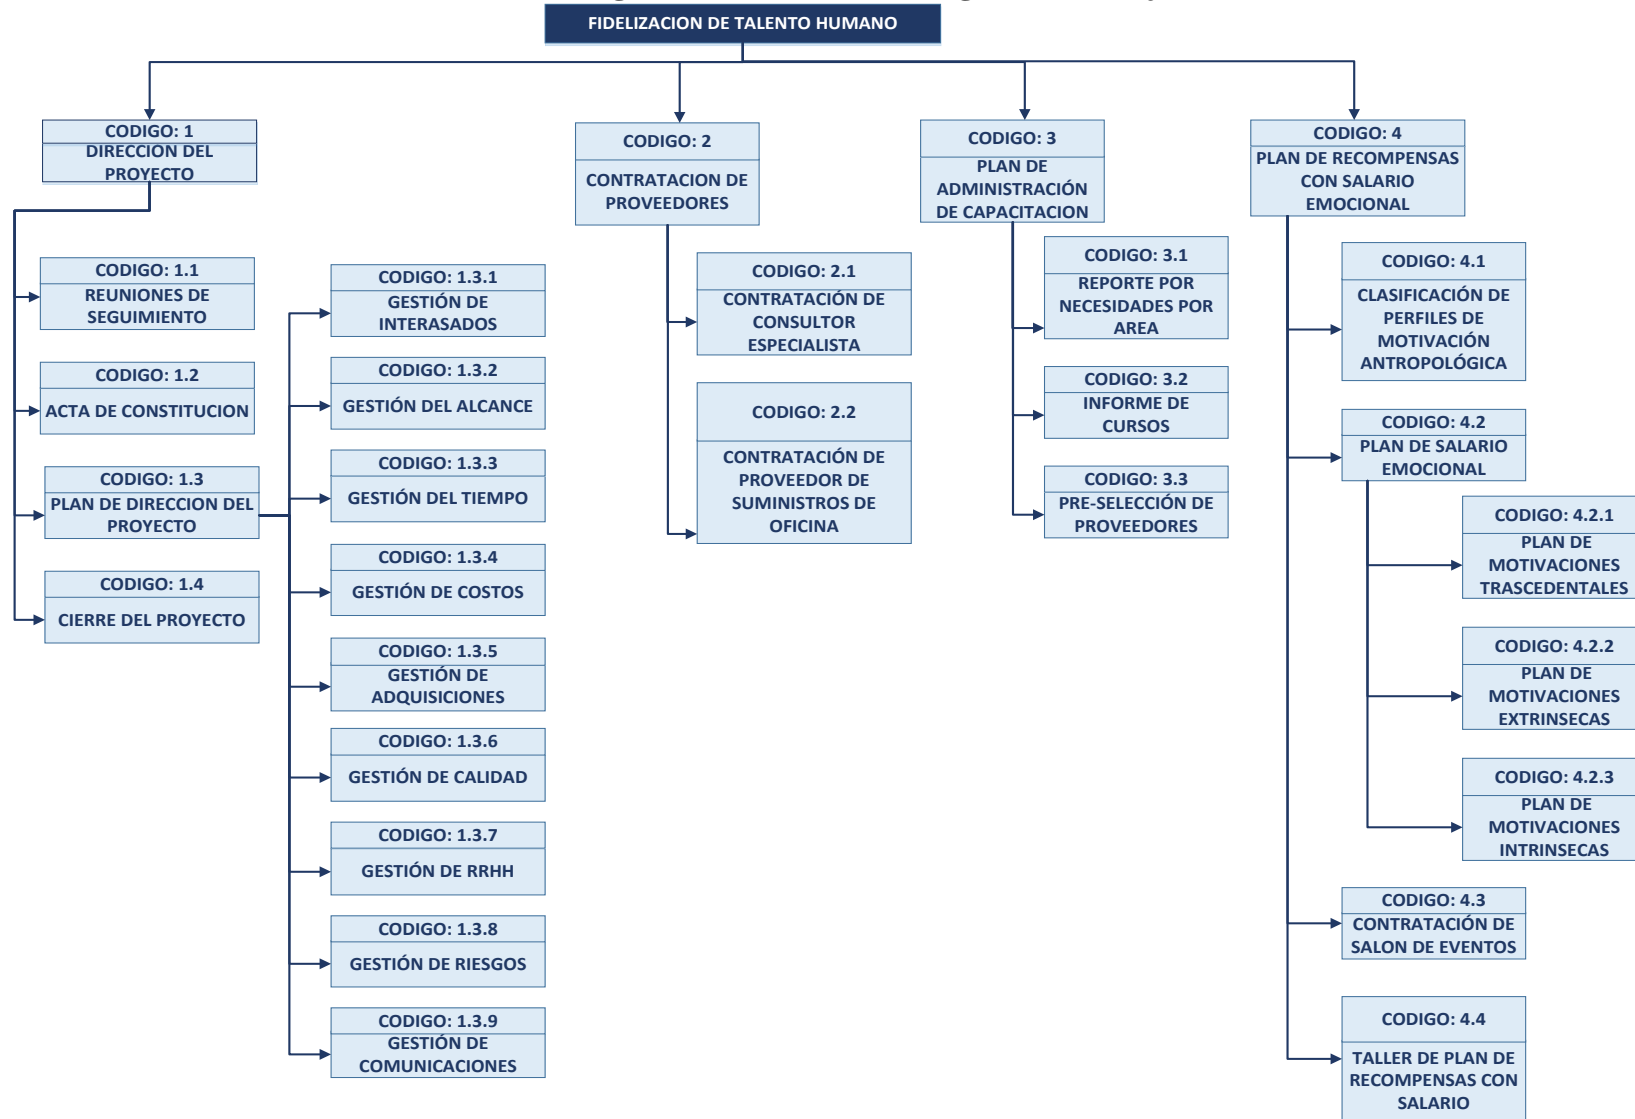 FIDELIZACION DE TALENTO HUMANO
CODIGO: 1
DIRECCION DEL
PROYECTO
CODIGO: 1.1
REUNIONES DE
SEGUIMIENTO
CODIGO: 1.2
ACTA DE CONSTITUCION
CODIGO: 1.3
PLAN DE DIRECCION DEL
PROYECTO
CODIGO: 1.4
CIERRE DEL PROYECTO
CODIGO: 1.3.1
GESTIÓN DE
INTERASADOS
CODIGO: 1.3.2
GESTIÓN DEL ALCANCE
CODIGO: 1.3.3
GESTIÓN DEL TIEMPO
CODIGO: 1.3.4
GESTIÓN DE COSTOS
CODIGO: 1.3.5
GESTIÓN DE
ADQUISICIONES
CODIGO: 1.3.6
GESTIÓN DE CALIDAD
CODIGO: 1.3.7
GESTIÓN DE RRHH
CODIGO: 1.3.8
GESTIÓN DE RIESGOS
CODIGO: 1.3.9
GESTIÓN DE
COMUNICACIONES
CODIGO: 2
CONTRATACION DE
PROVEEDORES
CODIGO: 2.1
CONTRATACIÓN DE
CONSULTOR
ESPECIALISTA
CODIGO: 2.2
CONTRATACIÓN DE
PROVEEDOR DE
SUMINISTROS DE
OFICINA
CODIGO: 3
PLAN DE
ADMINISTRACIÓN
DE CAPACITACION
CODIGO: 3.1
REPORTE POR
NECESIDADES POR
AREA
CODIGO: 3.2
INFORME DE
CURSOS
CODIGO: 3.3
PRE-SELECCIÓN DE
PROVEEDORES
CODIGO: 4
PLAN DE RECOMPENSAS
CON SALARIO
EMOCIONAL
CODIGO: 4.1
CLASIFICACIÓN DE
PERFILES DE
MOTIVACIÓN
ANTROPOLÓGICA
CODIGO: 4.2
PLAN DE SALARIO
EMOCIONAL
CODIGO: 4.2.1
PLAN DE
MOTIVACIONES
TRASCEDENTALES
CODIGO: 4.2.2
PLAN DE
MOTIVACIONES
EXTRINSECAS
CODIGO: 4.2.3
PLAN DE
MOTIVACIONES
INTRINSECAS
CODIGO: 4.3
CONTRATACIÓN DE
SALON DE EVENTOS
CODIGO: 4.4
TALLER DE PLAN DE
RECOMPENSAS CON
SALARIO